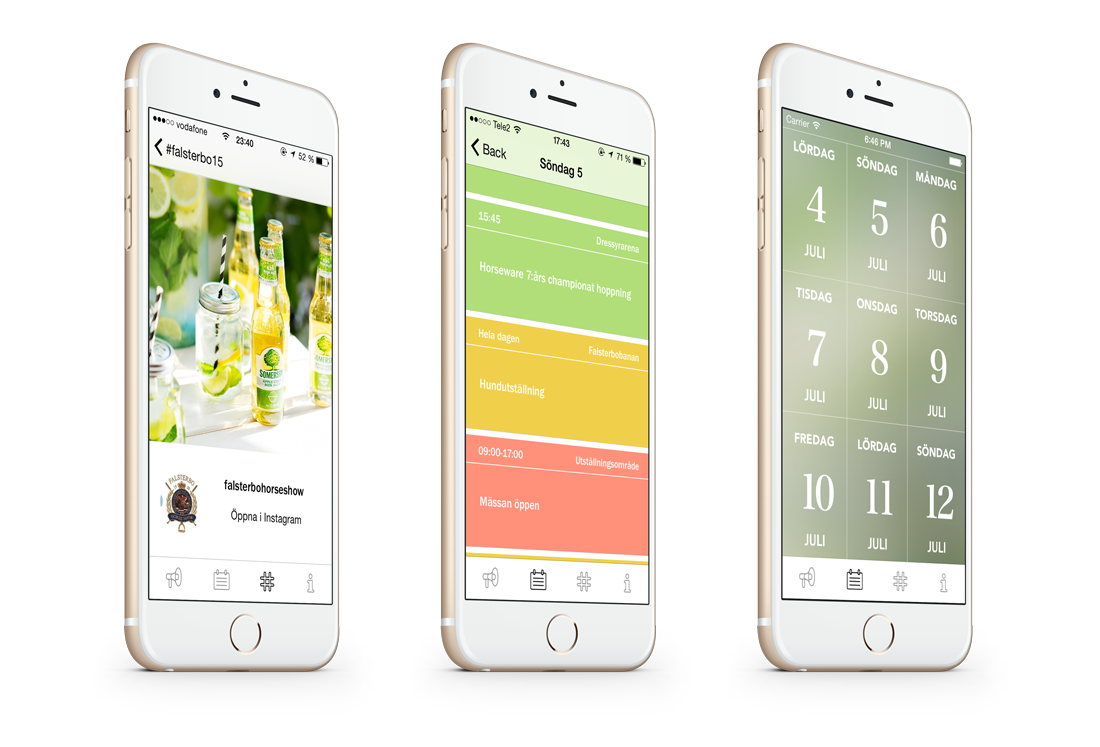 vodafone 23:40 52 %
#falsterbo15
SOMERSBY
FALSTERBO
falsterbohorseshow
Öppna i Instagram
Tele2 17:43 71 %
Back
Söndag 5
15:45
Dressyrarena
Horseware 7:års championat hoppning
Hela dagen
Falsterbobanan
Hundutställning
09:00-17:00
Utställningsområde
Mässan öppen
Carrier 6:46 PM
LÖRDAG SÖNDAG MÅNDAG
4 5 6
JULI JULI JULI
TISDAG ONSDAG TORSDAG
7 8 9
JULI JULI JULI
FREDAG LÖRDAG SÖNDAG
10 11 12
JULI JULI JULI